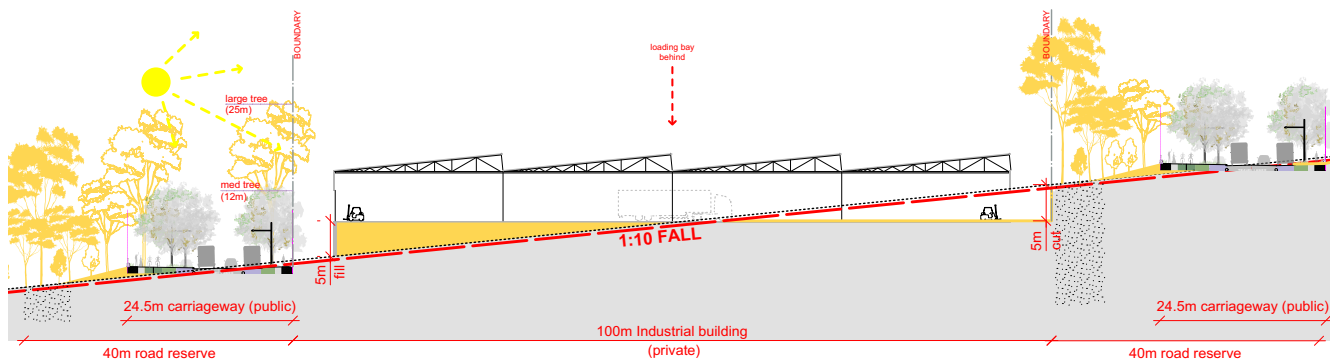 BOUNDARY
large tree
(25m)
med tree
(12m)
loading bay
behind
BOUNDARY
1:10 FALL
5m
fill
5m
cut
24.5m carriageway (public)
40m road reserve
100m Industrial building
(private)
24.5m carriageway (public)
40m road reserve